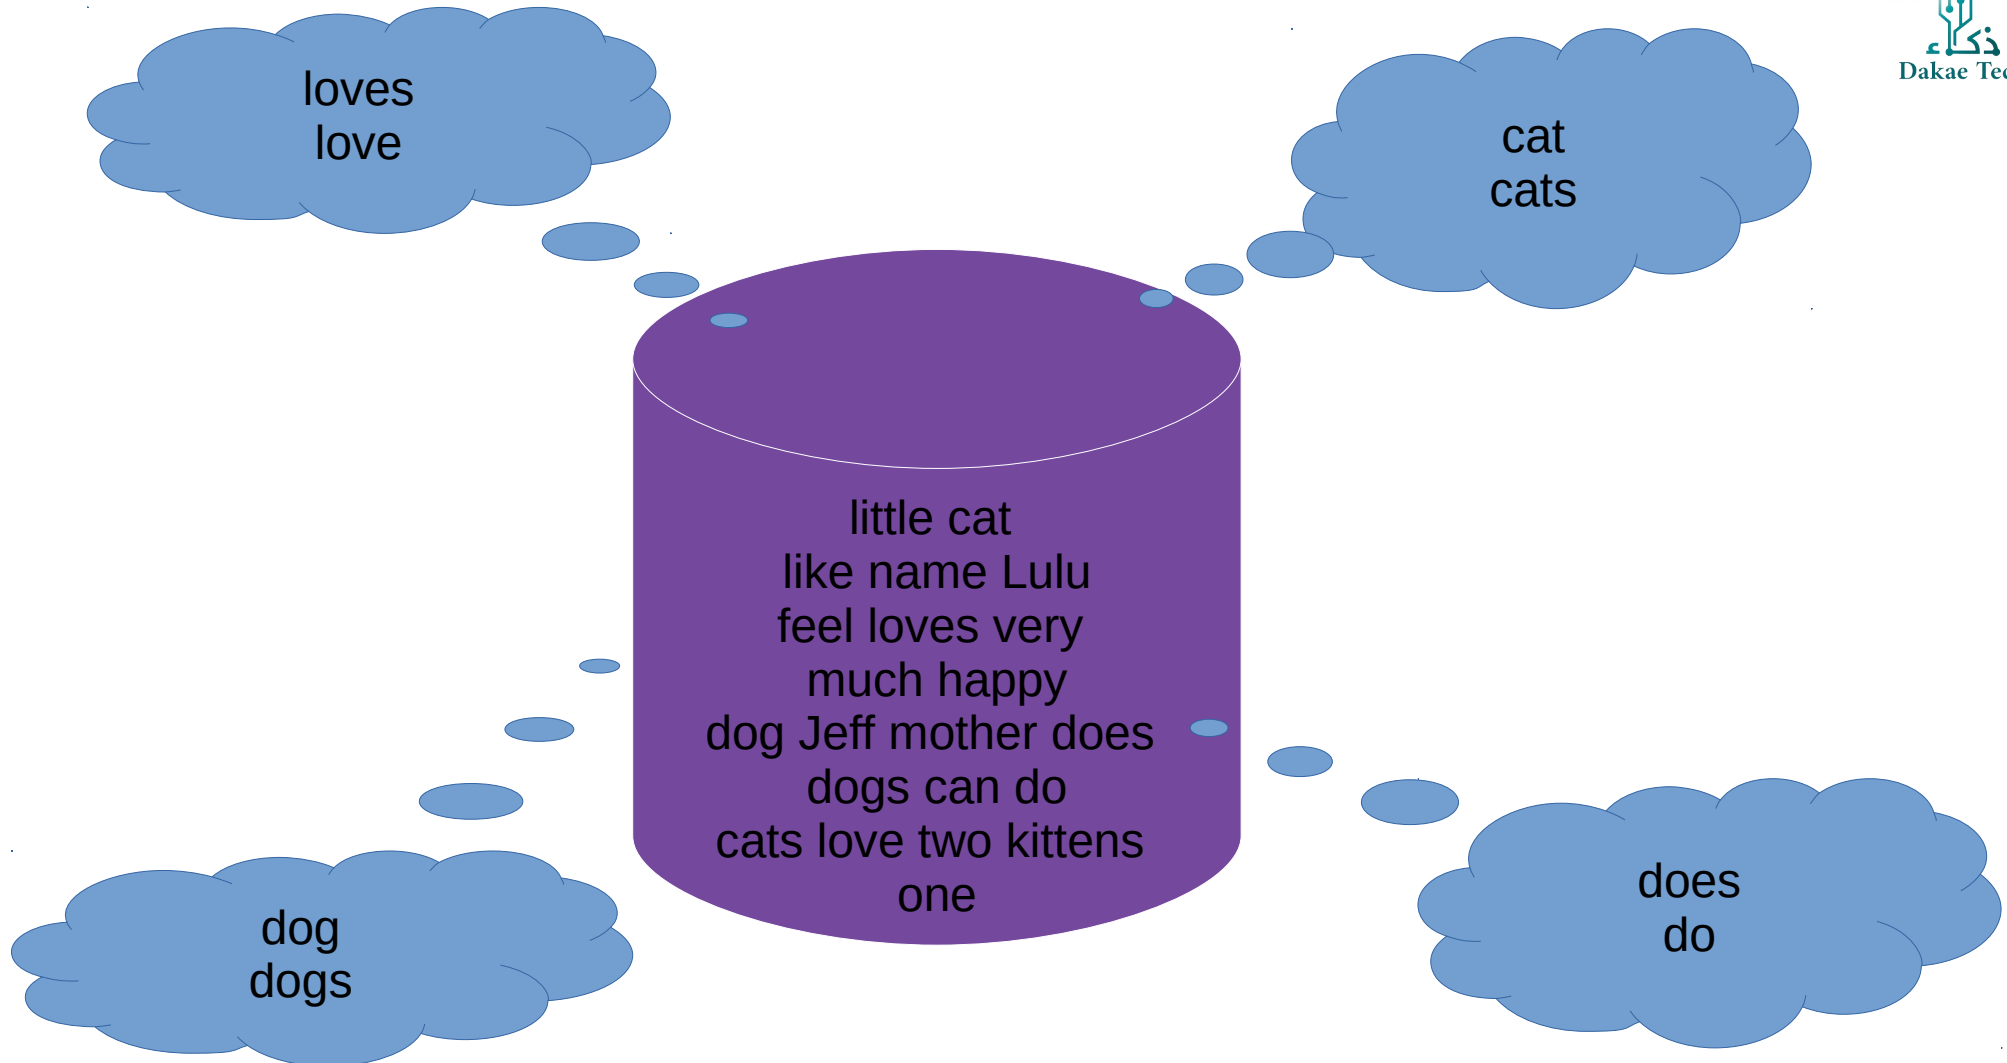 loves
love
cat
cats
ذكاء
Dakae Tec
little cat
like name Lulu
feel loves very
much happy
dog Jeff mother does
dogs can do
cats love two kittens
one
dog
dogs
does
do